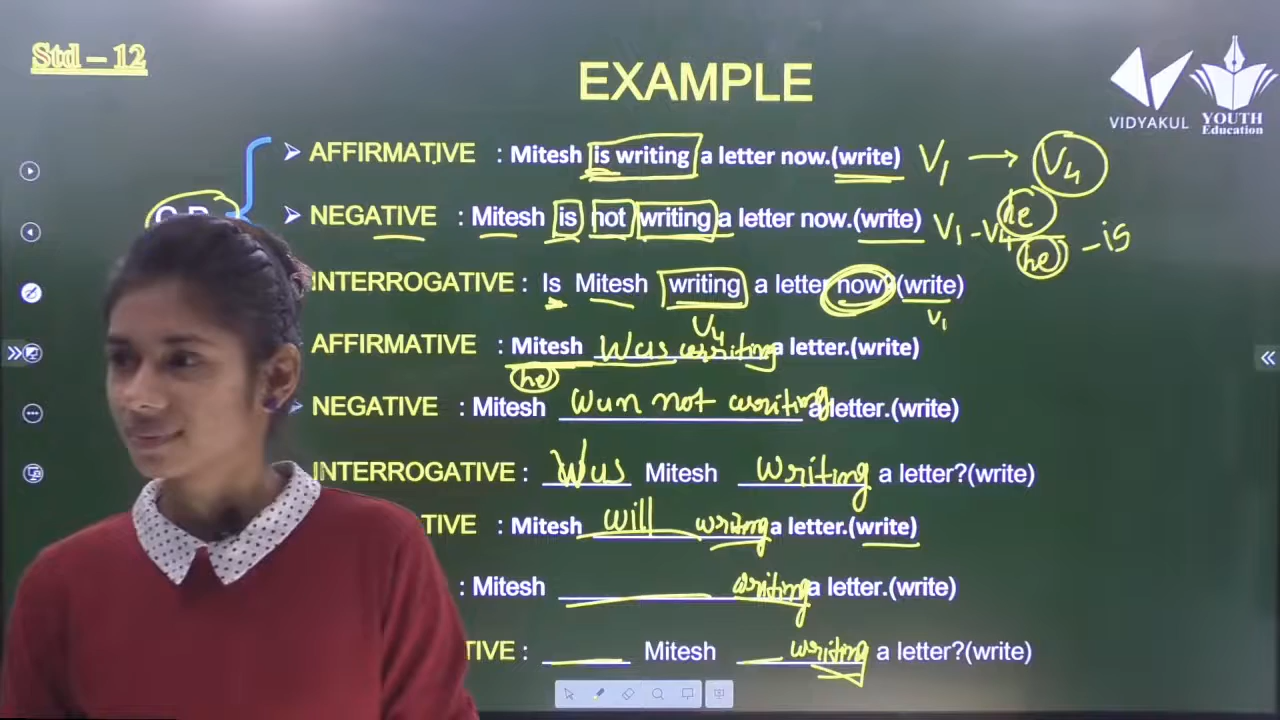 Std – 12
EXAMPLE
VIDYAKUL
YOUTH
Education
➢ AFFIRMATIVE : Mitesh is writing a letter now.(write) V1 → V4
➢ NEGATIVE : Mitesh is not writing a letter now.(write) V1 - V4 he
he - is
INTERROGATIVE : Is Mitesh writing a letter now?(write)
V4 V1
AFFIRMATIVE : Mitesh was writing a letter.(write)
he
NEGATIVE : Mitesh not writing a letter.(write)
INTERROGATIVE : Was Mitesh writing a letter?(write)
TIVE : Mitesh will writing a letter.(write)
: Mitesh writing a letter.(write)
TIVE : Mitesh writing a letter?(write)